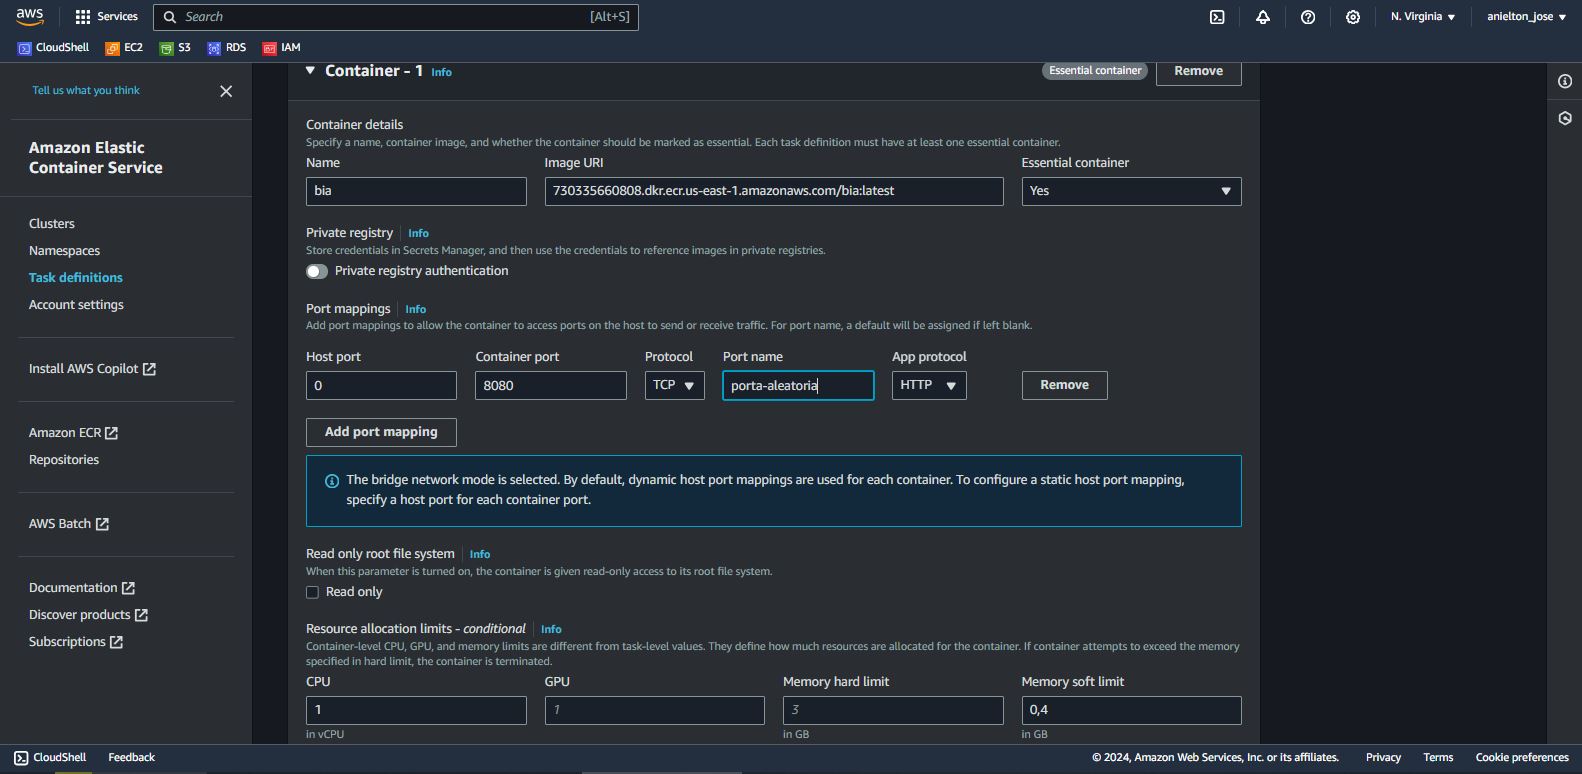 aws Services Search [Alt+S] N. Virginia anielton_jose
CloudShell EC2 S3 RDS IAM
Tell us what you think
Amazon Elastic
Container Service
Clusters
Namespaces
Task definitions
Account settings
Install AWS Copilot
Amazon ECR
Repositories
AWS Batch
Documentation
Discover products
Subscriptions
Container - 1 Info Essential container Remove
Container details
Specify a name, container image, and whether the container should be marked as essential. Each task definition must have at least one essential container.
Name Image URI Essential container
bia 730335660808.dkr.ecr.us-east-1.amazonaws.com/bia:latest Yes
Private registry Info
Store credentials in Secrets Manager, and then use the credentials to reference images in private registries.
Private registry authentication
Port mappings Info
Add port mappings to allow the container to access ports on the host to send or receive traffic. For port name, a default will be assigned if left blank.
Host port Container port Protocol Port name App protocol
0 8080 TCP porta-aleatoria HTTP Remove
Add port mapping
The bridge network mode is selected. By default, dynamic host port mappings are used for each container. To configure a static host port mapping,
specify a host port for each container port.
Read only root file system Info
When this parameter is turned on, the container is given read-only access to its root file system.
Read only
Resource allocation limits - conditional Info
Container-level CPU, GPU, and memory limits are different from task-level values. They define how much resources are allocated for the container. If container attempts to exceed the memory
specified in hard limit, the container is terminated.
CPU GPU Memory hard limit Memory soft limit
1 1 3 0,4
in vCPU in GB in GB
CloudShell Feedback © 2024, Amazon Web Services, Inc. or its affiliates. Privacy Terms Cookie preferences